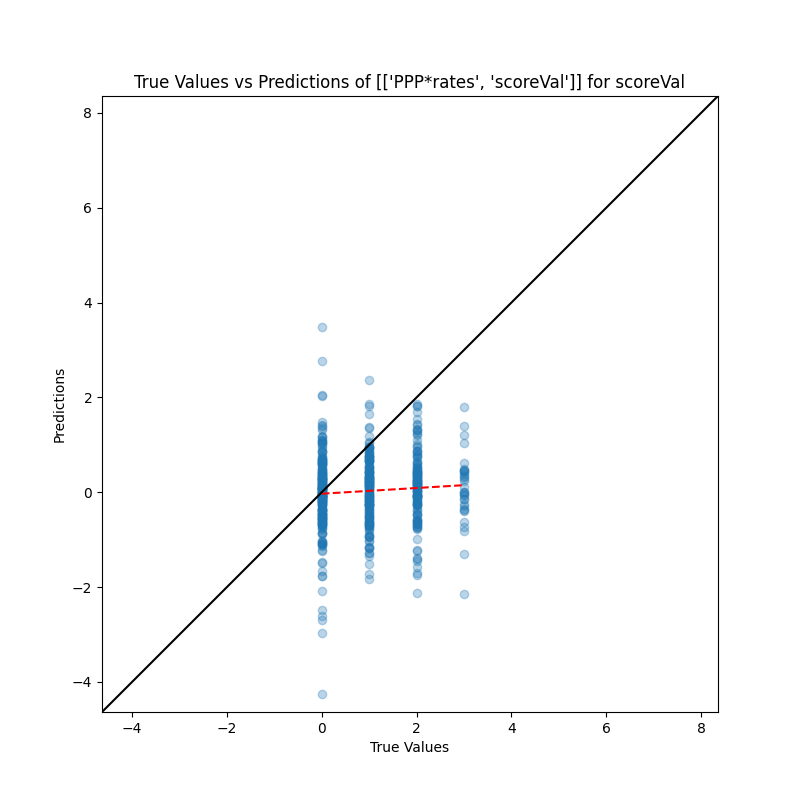 True Values vs Predictions of [['PPP*rates', 'scoreVal']] for scoreVal
8
6
4
2
0
−2
−4
Predictions
−4 −2 0 2 4 6 8
True Values